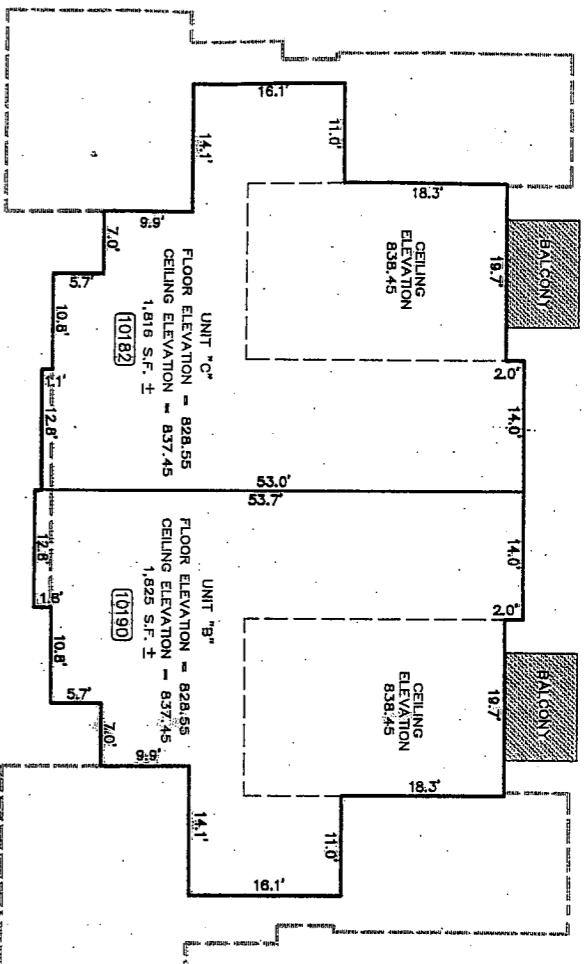 BALCONY
16.1'
11.0'
18.3'
19.7'
CEILING
ELEVATION
838.45
2.0'
14.0'
14.1'
9.9'
7.0'
5.7'
10.8'
1.1'
12.8'
UNIT "C"
FLOOR ELEVATION = 828.55
CEILING ELEVATION = 837.45
1,816 S.F. ±
10182
53.0'
53.7'
14.0'
2.0'
BALCONY
19.7'
CEILING
ELEVATION
838.45
18.3'
11.0'
16.1'
14.1'
9.9'
7.0'
5.7'
10.8'
12.8'
UNIT "B"
FLOOR ELEVATION = 828.55
CEILING ELEVATION = 837.45
1,825 S.F. ±
10190